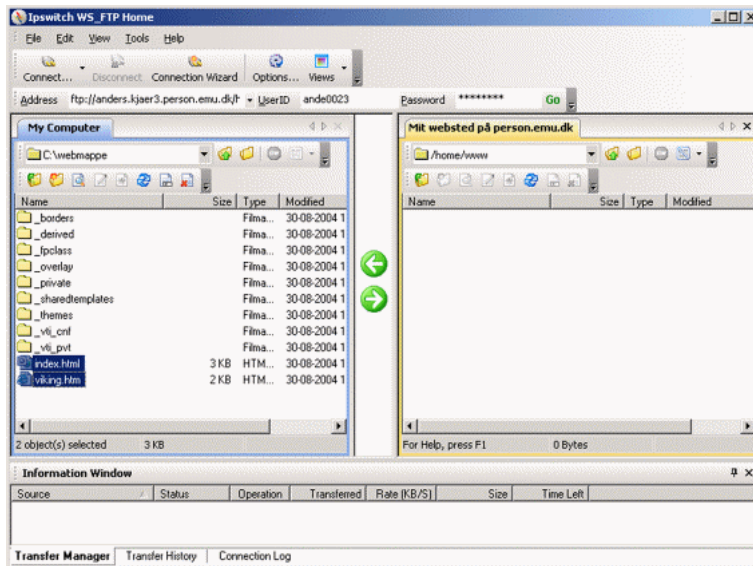 Ipswitch WS_FTP Home
File Edit View Tools Help
Connect... Disconnect Connection Wizard Options... Views
Address ftp://anders.kjaer3.person.emu.dk/ UserID ande0023 Password ******** Go
My Computer
C:\webmappe
Name Size Type Modified
_borders Filma... 30-08-2004 1
_derived Filma... 30-08-2004 1
_fpclass Filma... 30-08-2004 1
_overlay Filma... 30-08-2004 1
_private Filma... 30-08-2004 1
_sharedtemplates Filma... 30-08-2004 1
_themes Filma... 30-08-2004 1
_vti_cnf Filma... 30-08-2004 1
_vti_pvt Filma... 30-08-2004 1
index.html 3 KB HTM... 30-08-2004 1
viking.htm 2 KB HTM... 30-08-2004 1
2 object(s) selected 3 KB
Mit websted på person.emu.dk
/home/www
Name Size Type Modified
For Help, press F1 0 Bytes
Information Window
Source Status Operation Transferred Rate (KB/S) Size Time Left
Transfer Manager Transfer History Connection Log